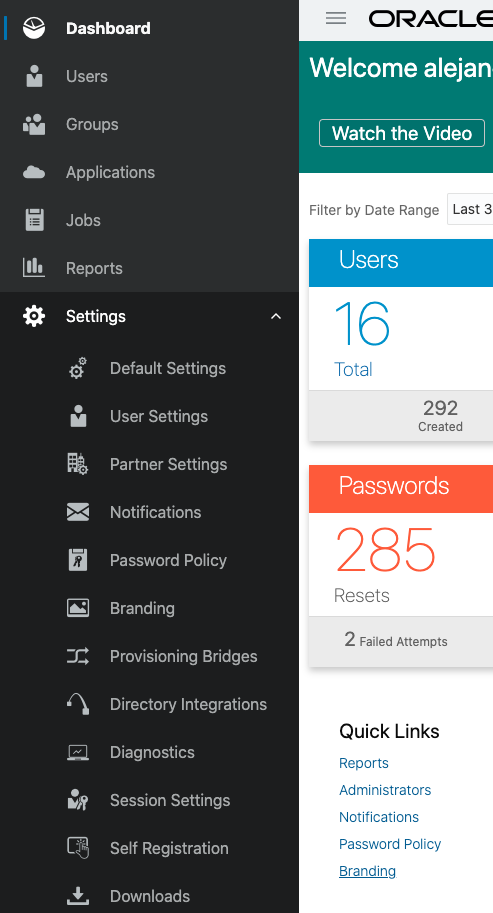 Dashboard
Users
Groups
Applications
Jobs
Reports
Settings
Default Settings
User Settings
Partner Settings
Notifications
Password Policy
Branding
Provisioning Bridges
Directory Integrations
Diagnostics
Session Settings
Self Registration
Downloads
ORACLE
Welcome alejan
Watch the Video
Filter by Date Range Last 3
Users
16
Total
292
Created
Passwords
285
Resets
2 Failed Attempts
Quick Links
Reports
Administrators
Notifications
Password Policy
Branding